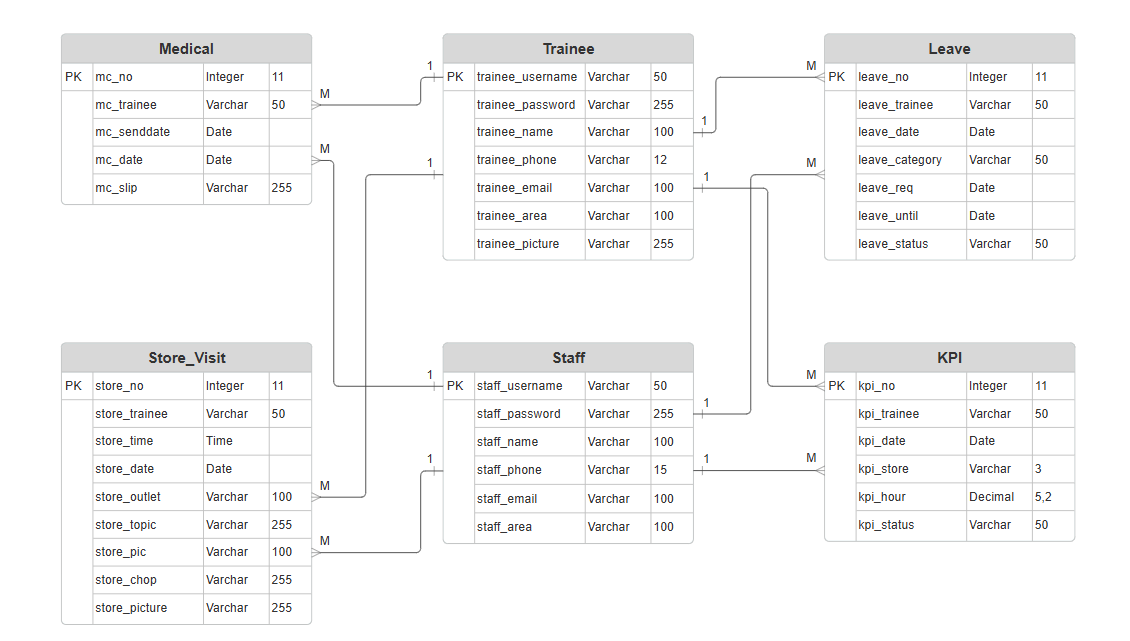 Medical
PK mc_no Integer 11
mc_trainee Varchar 50
mc_senddate Date
mc_date Date
mc_slip Varchar 255
M
M
1
Trainee
PK trainee_username Varchar 50
trainee_password Varchar 255
trainee_name Varchar 100
trainee_phone Varchar 12
trainee_email Varchar 100
trainee_area Varchar 100
trainee_picture Varchar 255
1
1
1
M
M
Leave
PK leave_no Integer 11
leave_trainee Varchar 50
leave_date Date
leave_category Varchar 50
leave_req Date
leave_until Date
leave_status Varchar 50
Store_Visit
PK store_no Integer 11
store_trainee Varchar 50
store_time Time
store_date Date
store_outlet Varchar 100
store_topic Varchar 255
store_pic Varchar 100
store_chop Varchar 255
store_picture Varchar 255
M
M
1
1
Staff
PK staff_username Varchar 50
staff_password Varchar 255
staff_name Varchar 100
staff_phone Varchar 15
staff_email Varchar 100
staff_area Varchar 100
1
1
M
M
KPI
PK kpi_no Integer 11
kpi_trainee Varchar 50
kpi_date Date
kpi_store Varchar 3
kpi_hour Decimal 5,2
kpi_status Varchar 50